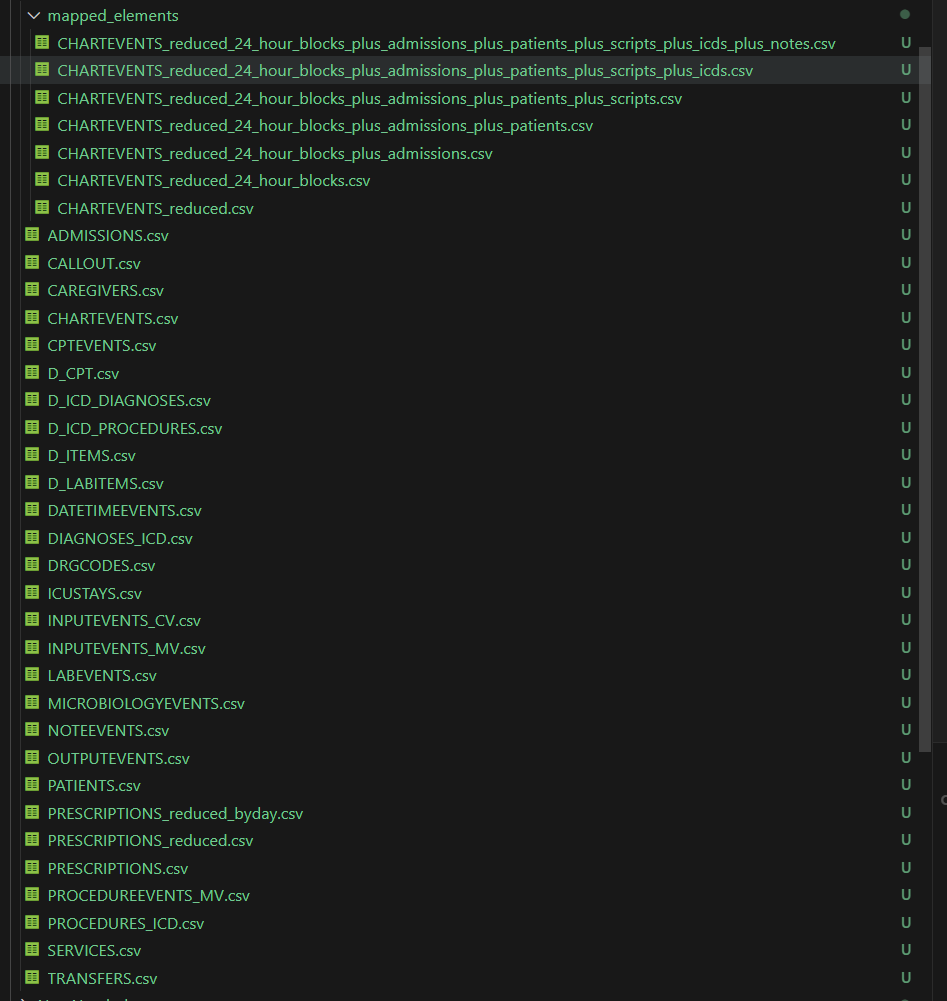 mapped_elements
CHARTEVENTS_reduced_24_hour_blocks_plus_admissions_plus_patients_plus_scripts_plus_icds_plus_notes.csv U
CHARTEVENTS_reduced_24_hour_blocks_plus_admissions_plus_patients_plus_scripts_plus_icds.csv U
CHARTEVENTS_reduced_24_hour_blocks_plus_admissions_plus_patients_plus_scripts.csv U
CHARTEVENTS_reduced_24_hour_blocks_plus_admissions_plus_patients.csv U
CHARTEVENTS_reduced_24_hour_blocks_plus_admissions.csv U
CHARTEVENTS_reduced_24_hour_blocks.csv U
CHARTEVENTS_reduced.csv U
ADMISSIONS.csv U
CALLOUT.csv U
CAREGIVERS.csv U
CHARTEVENTS.csv U
CPTEVENTS.csv U
D_CPT.csv U
D_ICD_DIAGNOSES.csv U
D_ICD_PROCEDURES.csv U
D_ITEMS.csv U
D_LABITEMS.csv U
DATETIMEEVENTS.csv U
DIAGNOSES_ICD.csv U
DRGCODES.csv U
ICUSTAYS.csv U
INPUTEVENTS_CV.csv U
INPUTEVENTS_MV.csv U
LABEVENTS.csv U
MICROBIOLOGYEVENTS.csv U
NOTEEVENTS.csv U
OUTPUTEVENTS.csv U
PATIENTS.csv U
PRESCRIPTIONS_reduced_byday.csv U
PRESCRIPTIONS_reduced.csv U
PRESCRIPTIONS.csv U
PROCEDUREEVENTS_MV.csv U
PROCEDURES_ICD.csv U
SERVICES.csv U
TRANSFERS.csv U